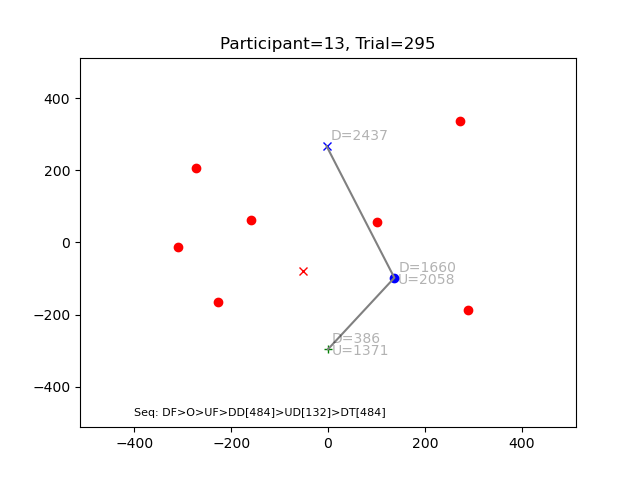 Participant=13, Trial=295
D=2437
D=1660
U=2058
D=386
U=1371
Seq: DF>O>UF>DD[484]>UD[132]>DT[484]
400
200
0
−200
−400
−400 −200 0 200 400